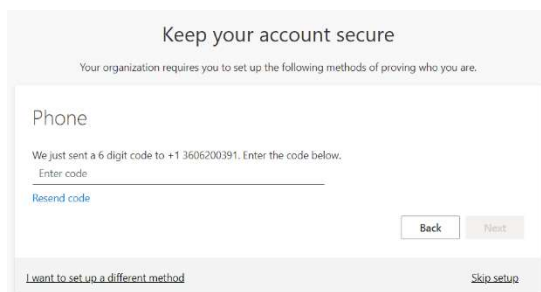 Keep your account secure
Your organization requires you to set up the following methods of proving who you are.
Phone
We just sent a 6 digit code to +1 3606200391. Enter the code below.
Enter code
Resend code
Back Next
I want to set up a different method Skip setup